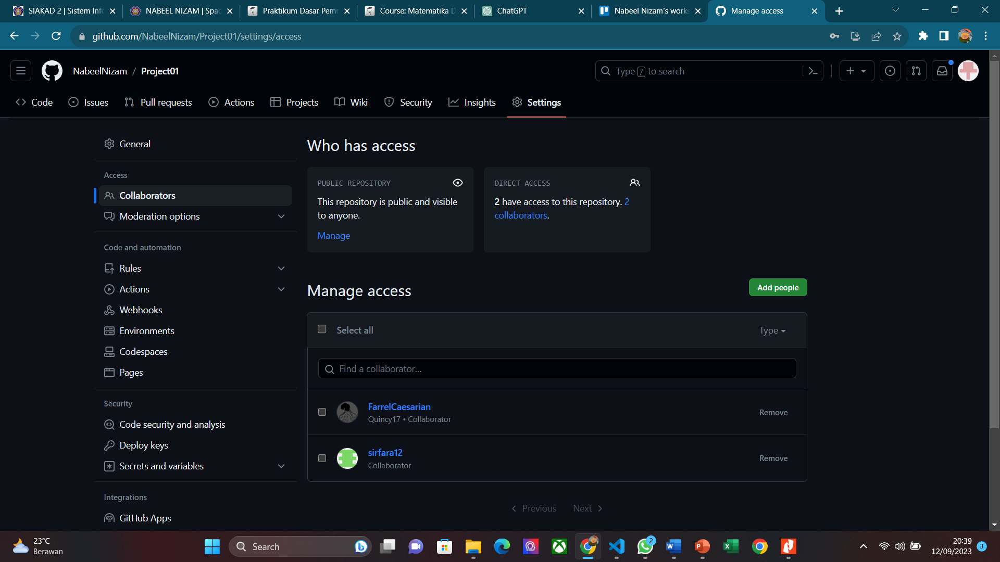 SIAKAD 2 | Sistem Info
NABEEL NIZAM | Spac
Praktikum Dasar Pemr
Course: Matematika D
ChatGPT
Nabeel Nizam's works
Manage access
github.com/NabeelNizam/Project01/settings/access
NabeelNizam / Project01
Type / to search
Code
Issues
Pull requests
Actions
Projects
Wiki
Security
Insights
Settings
General
Access
Collaborators
Moderation options
Code and automation
Rules
Actions
Webhooks
Environments
Codespaces
Pages
Security
Code security and analysis
Deploy keys
Secrets and variables
Integrations
GitHub Apps
Who has access
PUBLIC REPOSITORY
This repository is public and visible
to anyone.
Manage
DIRECT ACCESS
2 have access to this repository. 2
collaborators.
Manage access
Add people
Select all
Type
Find a collaborator...
FarrelCaesarian
Quincy17 • Collaborator
Remove
sirfara12
Collaborator
Remove
Previous
Next
23°C
Berawan
Search
2
20:39
12/09/2023
3